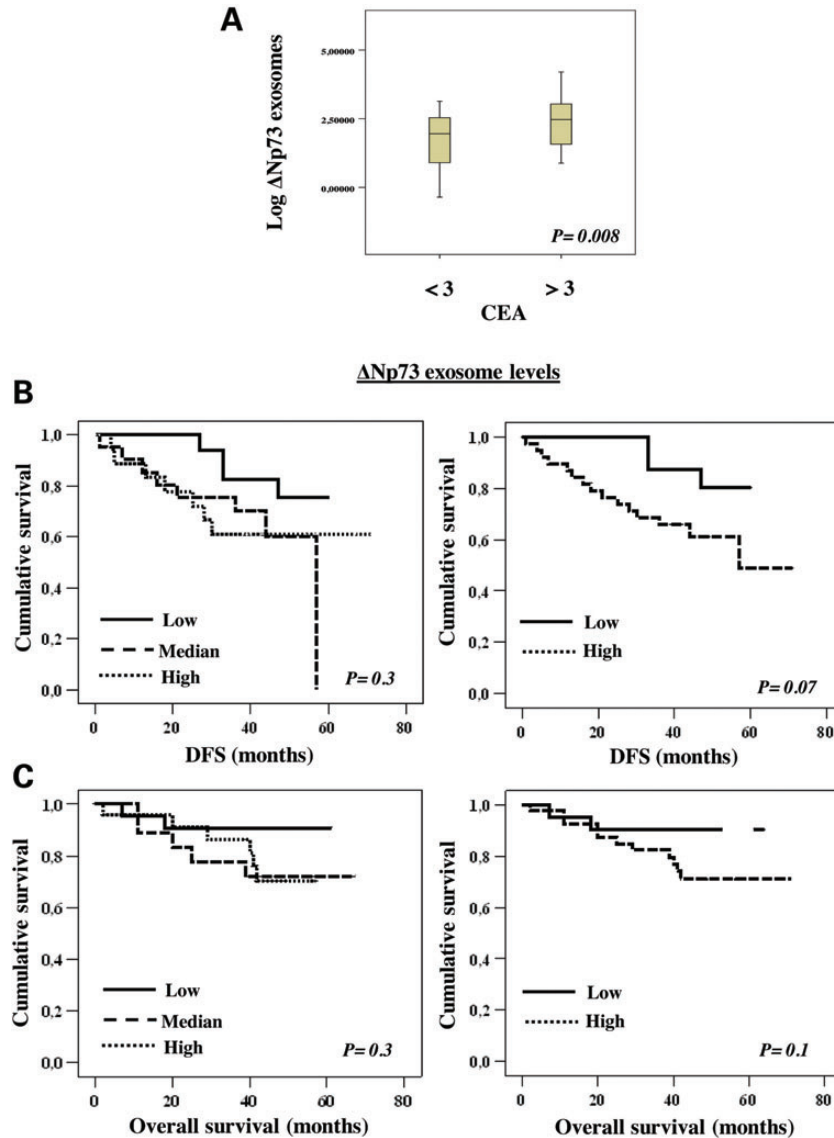 A
Log ΔNp73 exosomes
5,00000
2,50000
0,00000
P= 0.008
< 3
> 3
CEA
ΔNp73 exosome levels
B
Cumulative survival
1,0
0,8
0,6
0,4
0,2
0,0
Low
Median
High
P= 0.3
0 20 40 60 80
DFS (months)
Cumulative survival
1,0
0,8
0,6
0,4
0,2
0,0
Low
High
P= 0.07
0 20 40 60 80
DFS (months)
C
Cumulative survival
1,0
0,8
0,6
0,4
0,2
0,0
Low
Median
High
P= 0.3
0 20 40 60 80
Overall survival (months)
Cumulative survival
1,0
0,8
0,6
0,4
0,2
0,0
Low
High
P= 0.1
0 20 40 60 80
Overall survival (months)